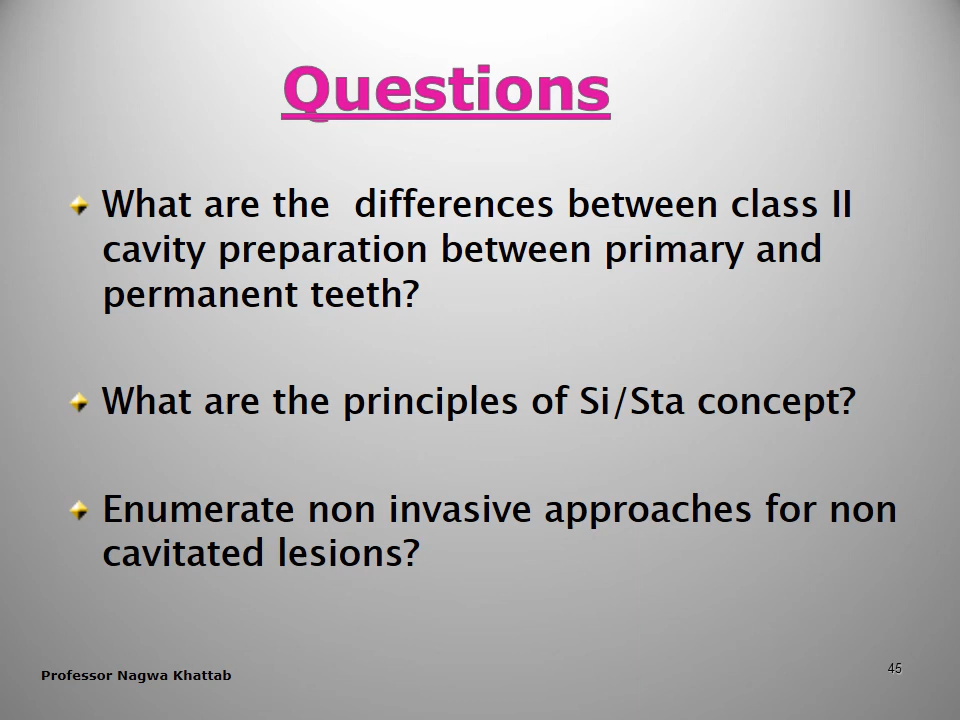 Questions
What are the  differences between class II
cavity preparation between primary and
permanent teeth?
What are the principles of Si/Sta concept?
Enumerate non invasive approaches for non
cavitated lesions?
Professor Nagwa Khattab
45